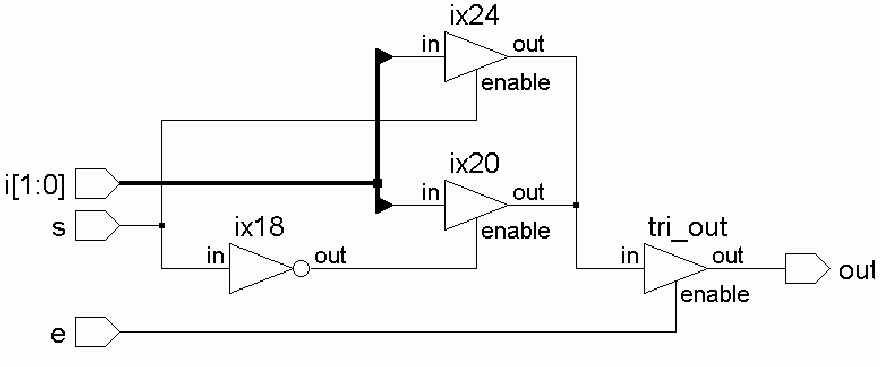 ix24
in out
enable
i[1:0]
ix20
in out
enable
s
ix18
in out
tri_out
in out
enable
out
e